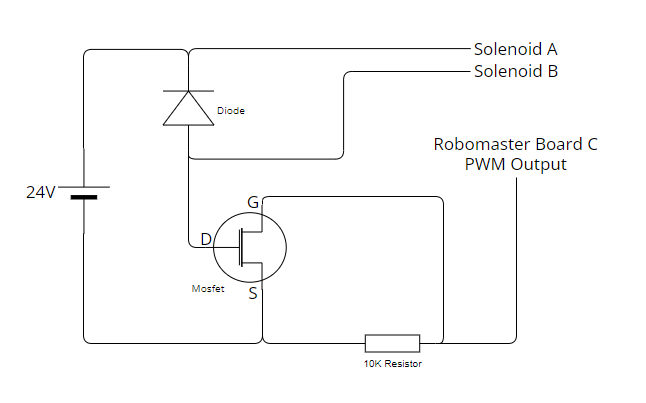 Solenoid A
Solenoid B
Diode
Robomaster Board C
PWM Output
24V
G
D
Mosfet
S
10K Resistor